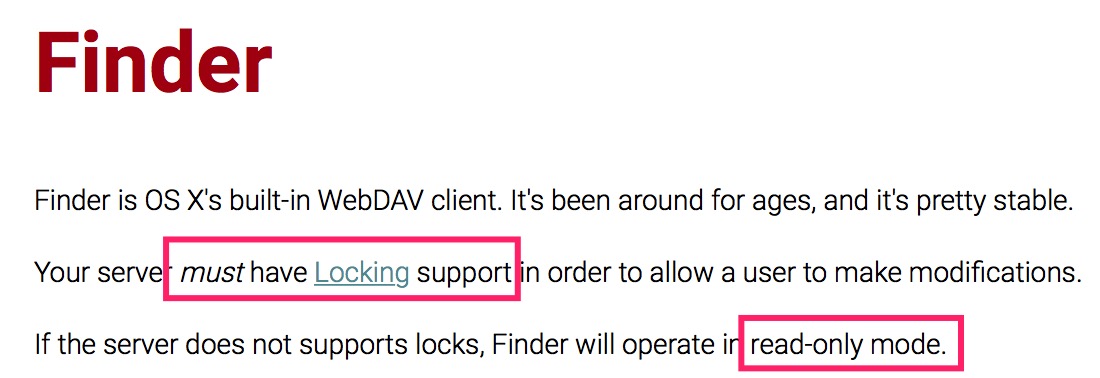 Finder
Finder is OS X's built-in WebDAV client. It's been around for ages, and it's pretty stable.
Your server must have Locking support in order to allow a user to make modifications.
If the server does not supports locks, Finder will operate in read-only mode.